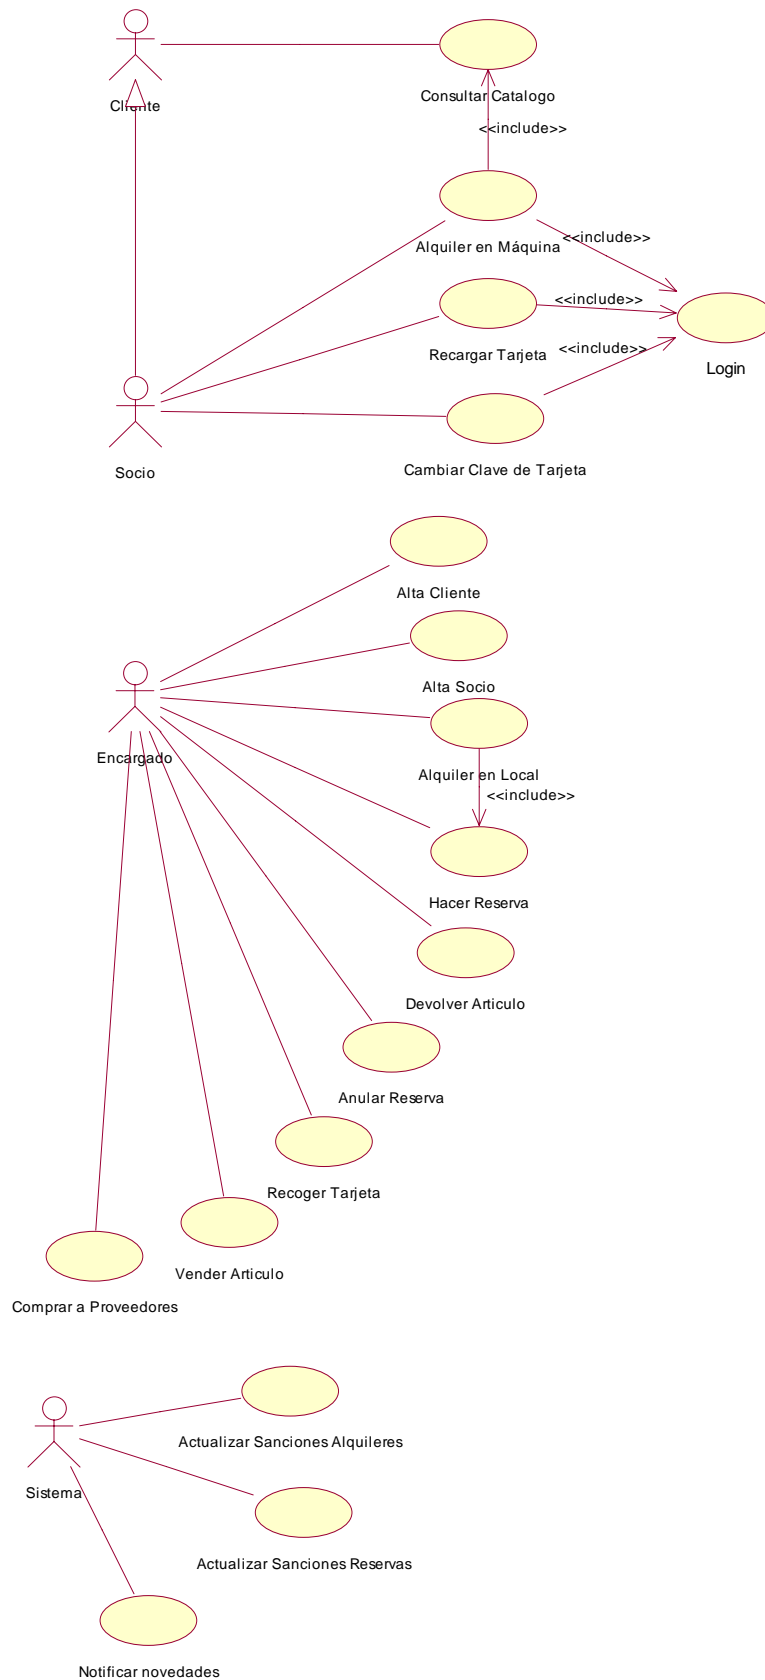 Cliente
Consultar Catalogo
<<include>>
Alquiler en Máquina
<<include>>
<<include>>
Recargar Tarjeta
<<include>>
Login
Socio
Cambiar Clave de Tarjeta
Alta Cliente
Alta Socio
Encargado
Alquiler en Local
<<include>>
Hacer Reserva
Devolver Articulo
Anular Reserva
Recoger Tarjeta
Vender Articulo
Comprar a Proveedores
Actualizar Sanciones Alquileres
Sistema
Actualizar Sanciones Reservas
Notificar novedades